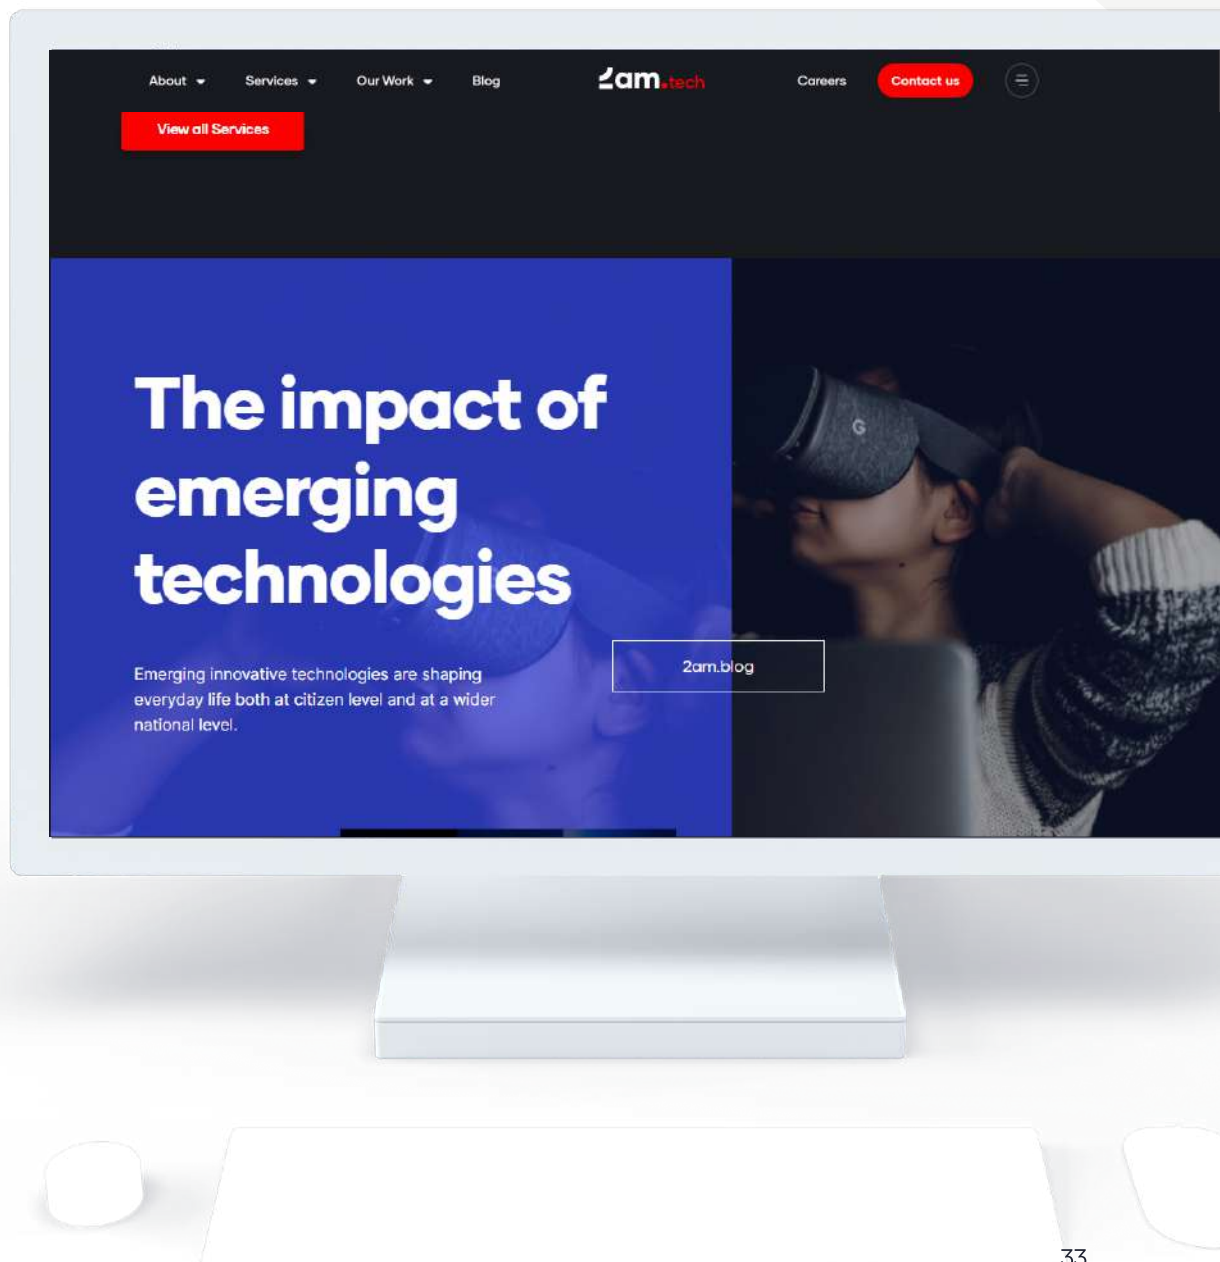 About Services Our Work Blog 2am.tech Careers Contact us
View all Services
The impact of
emerging
technologies
G
Emerging innovative technologies are shaping
everyday life both at citizen level and at a wider
national level.
2am.blog
33